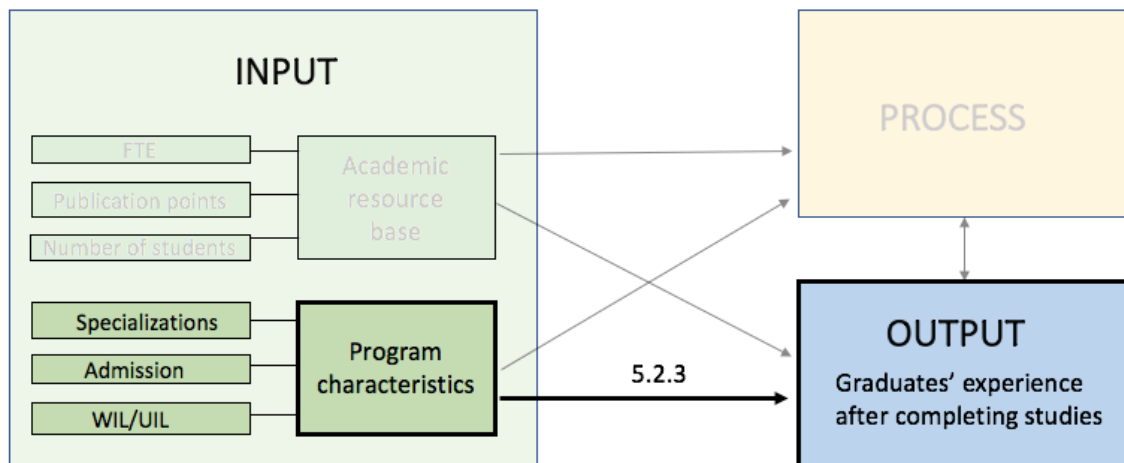 INPUT
FTE
Publication points
Number of students
Academic
resource
base
Specializations
Admission
WIL/UIL
Program
characteristics
5.2.3
PROCESS
OUTPUT
Graduates’ experience
after completing studies